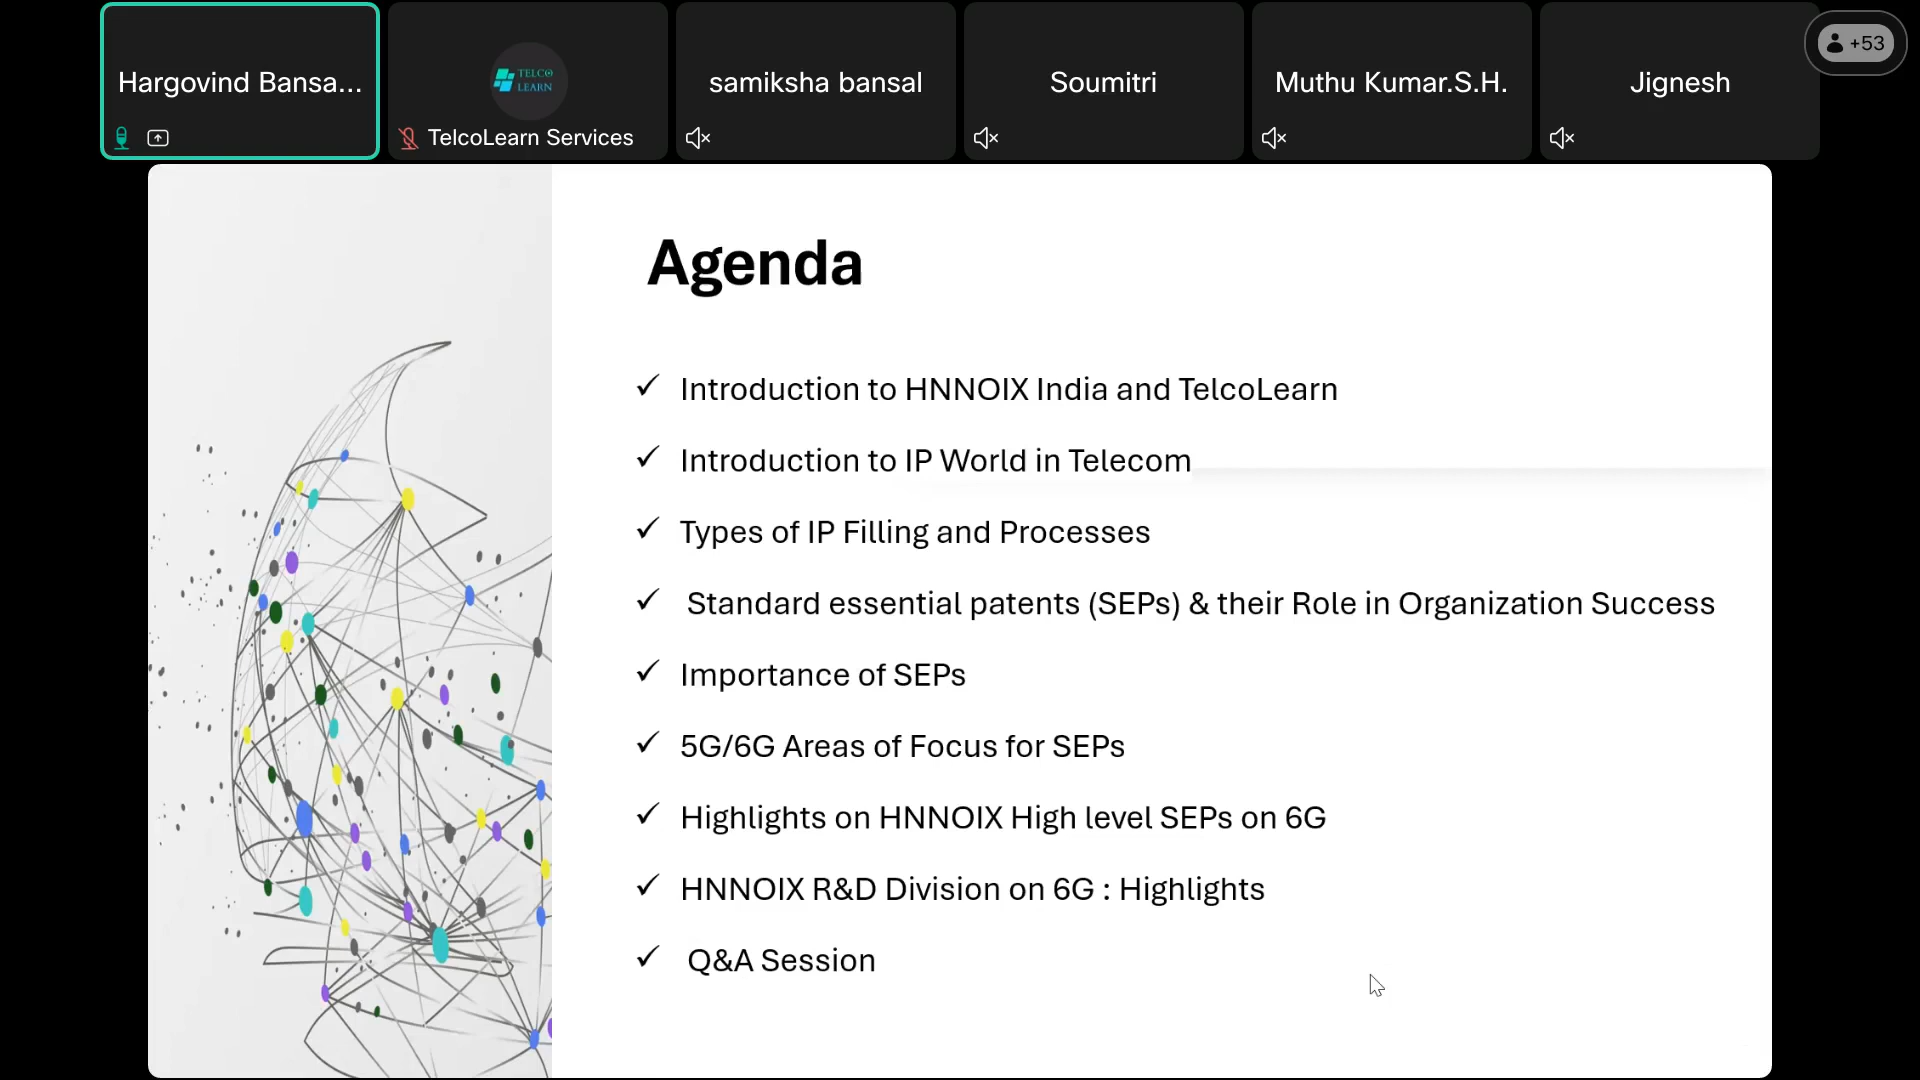 Hargovind Bansa...
TELCO
LEARN
TelcoLearn Services
samiksha bansal
Soumitri
Muthu Kumar.S.H.
Jignesh
+53
Agenda
✓ Introduction to HNNOIX India and TelcoLearn
✓ Introduction to IP World in Telecom
✓ Types of IP Filling and Processes
✓ Standard essential patents (SEPs) & their Role in Organization Success
✓ Importance of SEPs
✓ 5G/6G Areas of Focus for SEPs
✓ Highlights on HNNOIX High level SEPs on 6G
✓ HNNOIX R&D Division on 6G : Highlights
✓ Q&A Session